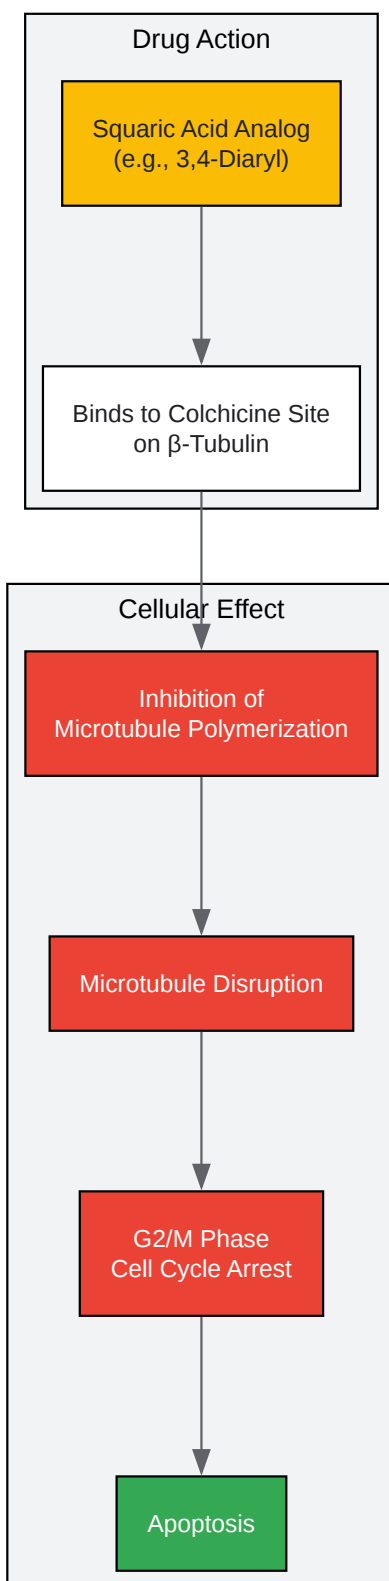 Drug Action
Squaric Acid Analog
(e.g., 3,4-Diaryl)
Binds to Colchicine Site
on β-Tubulin
Cellular Effect
Inhibition of
Microtubule Polymerization
Microtubule Disruption
G2/M Phase
Cell Cycle Arrest
Apoptosis